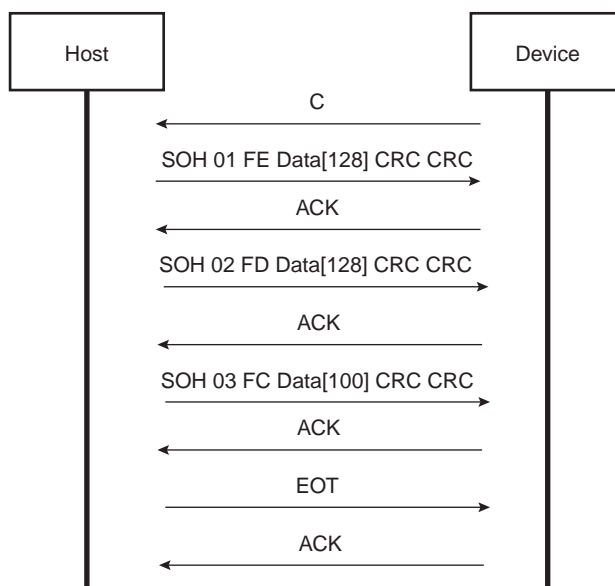 Host
Device
C
SOH 01 FE Data[128] CRC CRC
ACK
SOH 02 FD Data[128] CRC CRC
ACK
SOH 03 FC Data[100] CRC CRC
ACK
EOT
ACK